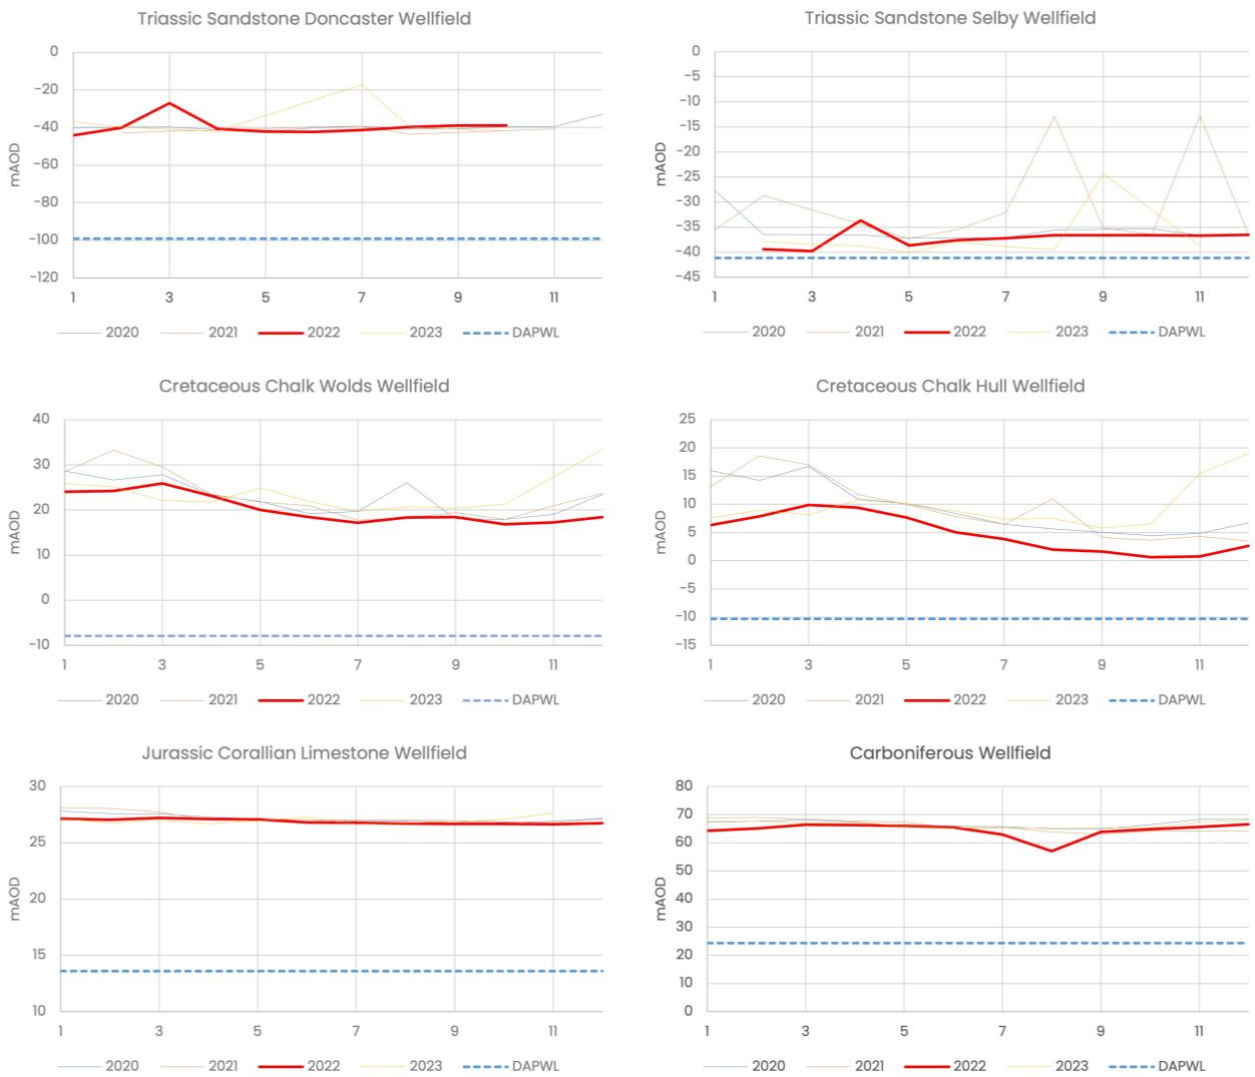 Triassic Sandstone Doncaster Wellfield
0
-20
-40
-60
-80
-100
-120
mAOD
1 3 5 7 9 11
2020 2021 2022 2023 DAPWL
Triassic Sandstone Selby Wellfield
0
-5
-10
-15
-20
-25
-30
-35
-40
-45
mAOD
1 3 5 7 9 11
2020 2021 2022 2023 DAPWL
Cretaceous Chalk Wolds Wellfield
40
30
20
10
0
-10
mAOD
1 3 5 7 9 11
2020 2021 2022 2023 DAPWL
Cretaceous Chalk Hull Wellfield
25
20
15
10
5
0
-5
-10
-15
mAOD
1 3 5 7 9 11
2020 2021 2022 2023 DAPWL
Jurassic Corallian Limestone Wellfield
30
25
20
15
10
mAOD
1 3 5 7 9 11
2020 2021 2022 2023 DAPWL
Carboniferous Wellfield
80
70
60
50
40
30
20
10
0
mAOD
1 3 5 7 9 11
2020 2021 2022 2023 DAPWL